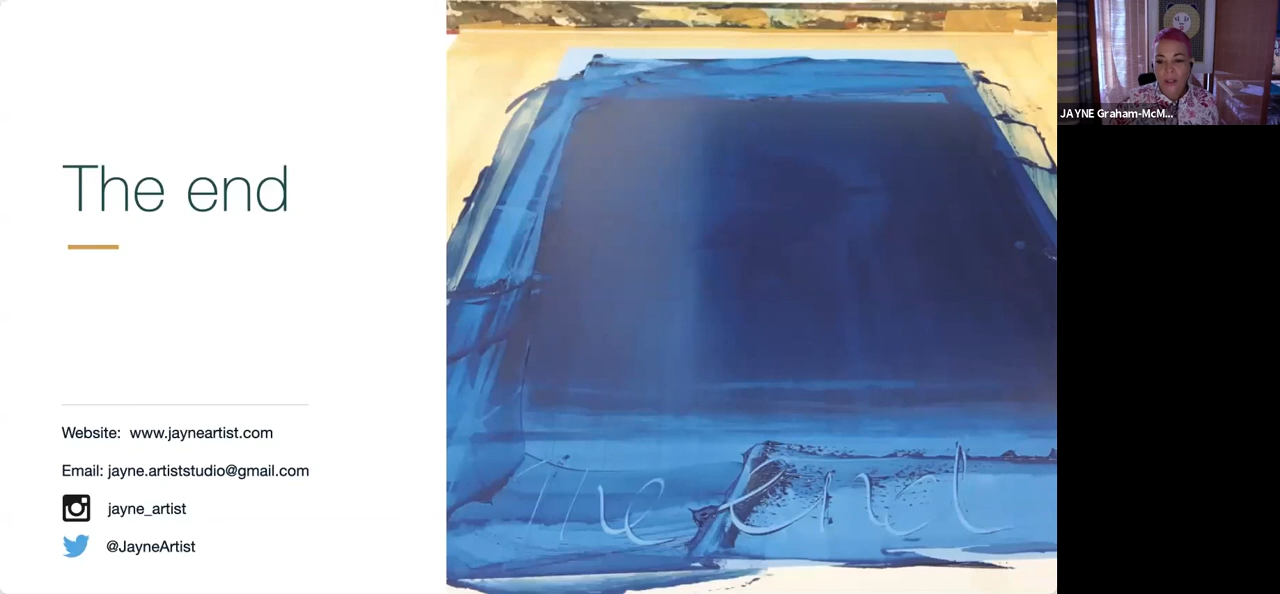 The end
Website: www.jayneartist.com
Email: jayne.artiststudio@gmail.com
jayne_artist
@JayneArtist
The end
JAYNE Graham-McM...